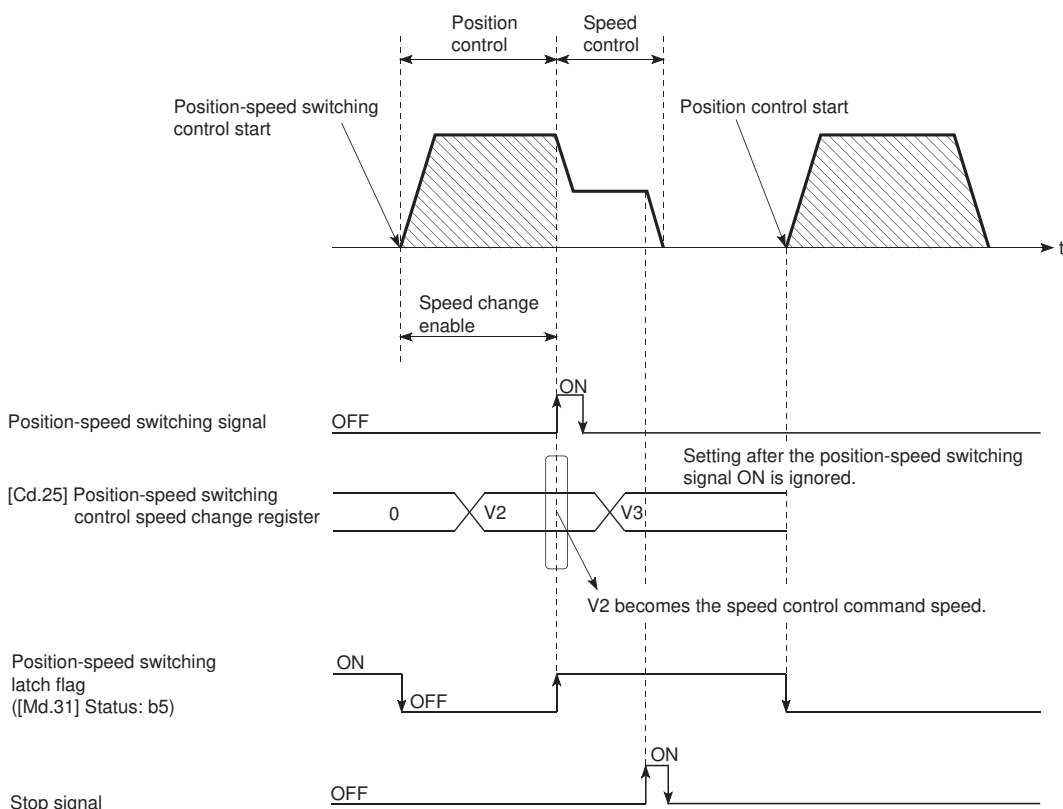 Position
control
Speed
control
Position-speed switching
control start
Position control start
t
Speed change
enable
ON
Position-speed switching signal
OFF
Setting after the position-speed switching
signal ON is ignored.
[Cd.25] Position-speed switching
control speed change register
0
V2
V3
V2 becomes the speed control command speed.
Position-speed switching
latch flag
([Md.31] Status: b5)
ON
OFF
ON
OFF
Stop signal